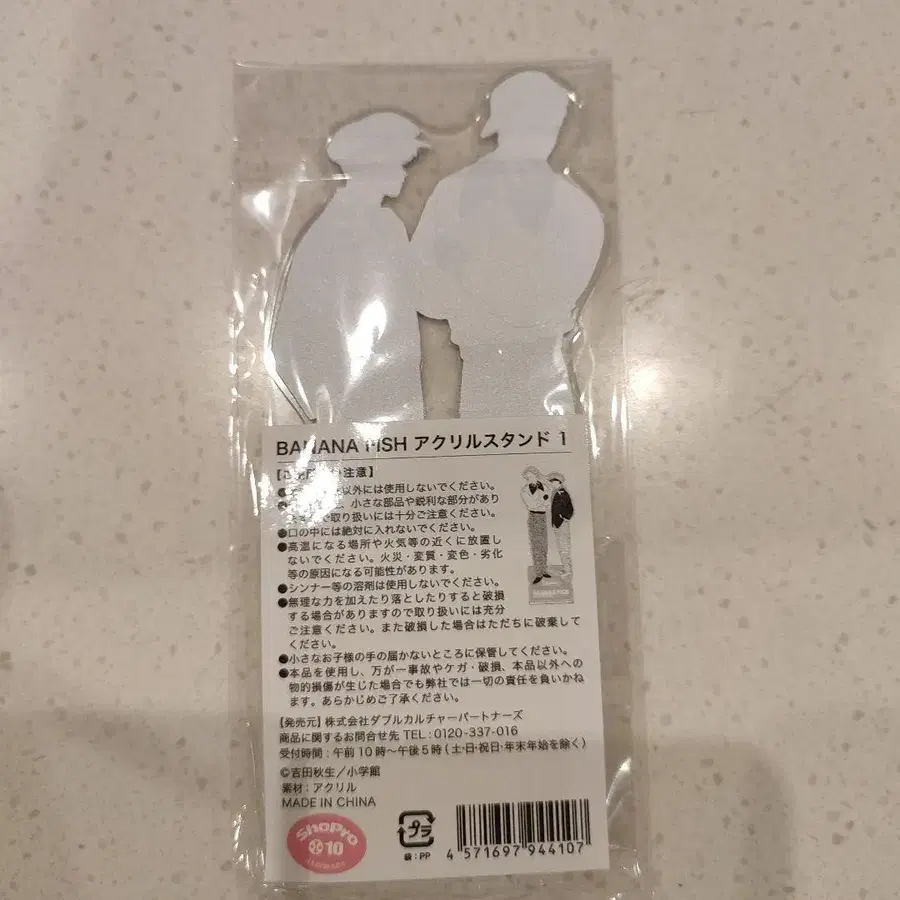 BANANA FISH アクリルスタンド 1
注意】
以外には使用しないでください。
、小さな部品や鋭利な部分があり
で取り扱いには十分ご注意ください。
●口の中には絶対に入れないでください。
●高温になる場所や火気等の近くに放置し
ないでください。火災・変質・変色・劣化
等の原因になる可能性があります。
●シンナー等の溶剤は使用しないでください。
●無理な力を加えたり落としたりすると破損
する場合がありますので取り扱いには充分
ご注意ください。また破損した場合はただちに破棄して
ください。
●小さなお子様の手の届かないところに保管してください。
●本品を使用し、万が一事故やケガ・破損、本品以外への
物的損傷が生じた場合でも弊社では一切の責任を負いかね
ます。あらかじめご了承ください。
【発売元】株式会社ダブルカルチャーパートナーズ
商品に関するお問合せ先 TEL:0120-337-016
受付時間:午前10時〜午後5時(土・日・祝日・年末年始を除く)
©吉田秋生/小学館
素材:アクリル
MADE IN CHINA
ShoPro
10
プラ
袋:PP
4 571697 944107